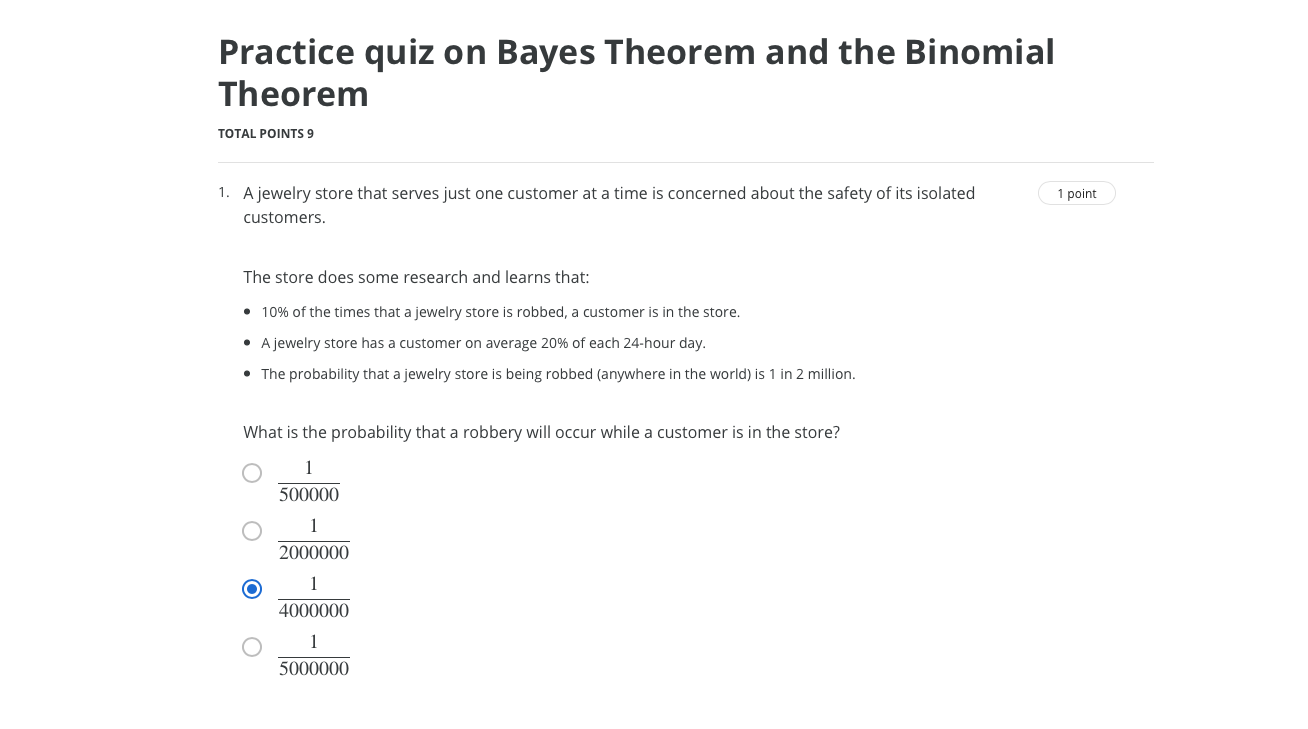 Practice quiz on Bayes Theorem and the Binomial
Theorem
TOTAL POINTS 9
1. A jewelry store that serves just one customer at a time is concerned about the safety of its isolated
customers.
1 point
The store does some research and learns that:
• 10% of the times that a jewelry store is robbed, a customer is in the store.
• A jewelry store has a customer on average 20% of each 24-hour day.
• The probability that a jewelry store is being robbed (anywhere in the world) is 1 in 2 million.
What is the probability that a robbery will occur while a customer is in the store?
1
500000
1
2000000
1
4000000
1
5000000